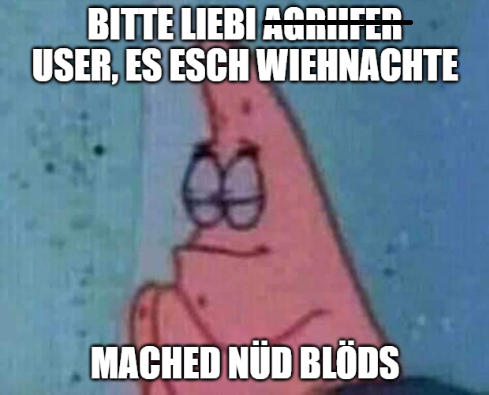 BITTE LIEBI AGRIIFER
USER, ES ESCH WIEHNACHTE
MACHED NÜD BLÖDS